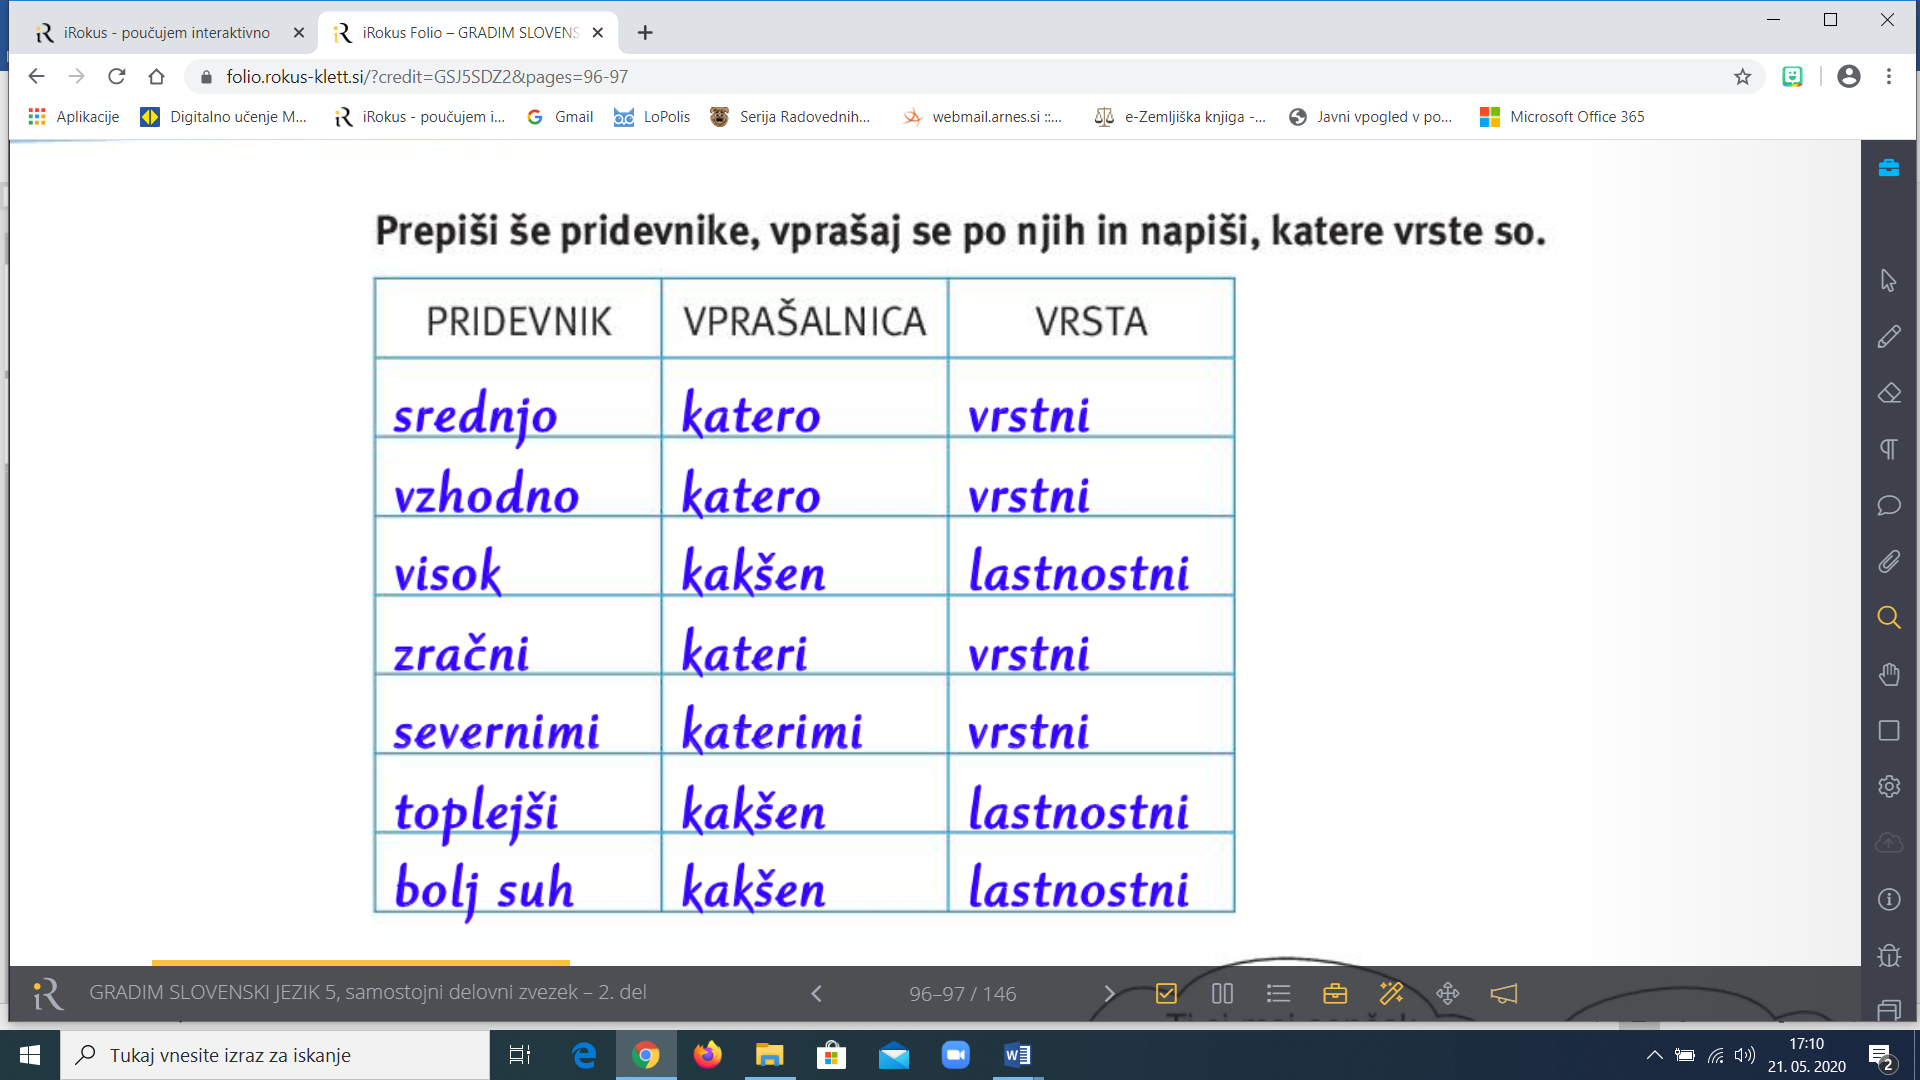 iRokus - poučujem interaktivno
iRokus Folio – GRADIM SLOVENS
folio.rokus-klett.si/?credit=GSJ5SDZ2&pages=96-97
Aplikacije
Digitalno učenje M...
iRokus - poučujem i...
Gmail
LoPolis
Serija Radovednih...
webmail.arnes.si ::...
e-Zemljiška knjiga -...
Javni vpogled v po...
Microsoft Office 365
Prepiši še pridevnike, vprašaj se po njih in napiši, katere vrste so.
PRIDEVNIK VPRAŠALNICA VRSTA
srednjo katero vrstni
vzhodno katero vrstni
visok kakšen lastnostni
zračni kateri vrstni
severnimi katerimi vrstni
toplejši kakšen lastnostni
bolj suh kakšen lastnostni
iR GRADIM SLOVENSKI JEZIK 5, samostojni delovni zvezek – 2. del
96–97 / 146
Tukaj vnesite izraz za iskanje
17:10
21. 05. 2020
2